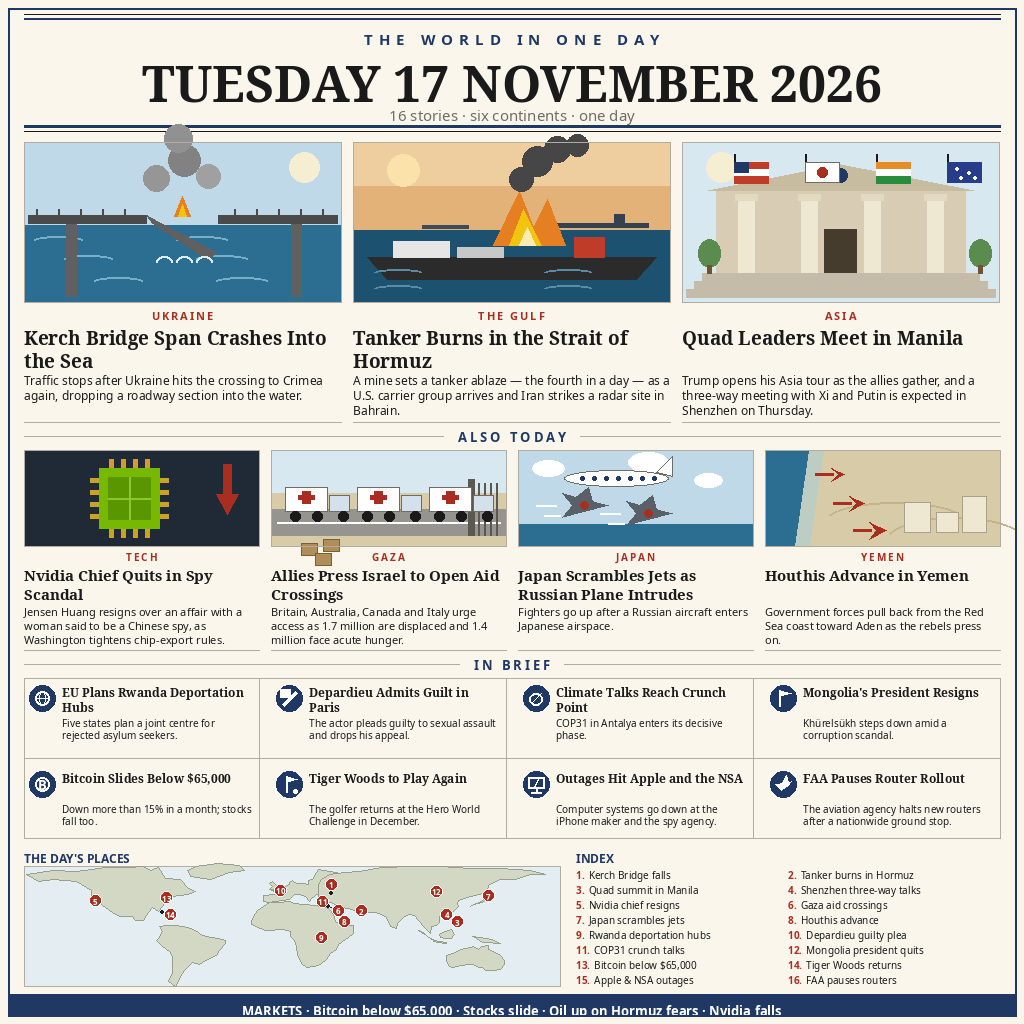 THE WORLD IN ONE DAY
TUESDAY 17 NOVEMBER 2026
16 stories · six continents · one day
UKRAINE
Kerch Bridge Span Crashes Into
the Sea
Traffic stops after Ukraine hits the crossing to Crimea
again, dropping a roadway section into the water.
THE GULF
Tanker Burns in the Strait of
Hormuz
A mine sets a tanker ablaze — the fourth in a day — as a
U.S. carrier group arrives and Iran strikes a radar site in
Bahrain.
ASIA
Quad Leaders Meet in Manila
Trump opens his Asia tour as the allies gather, and a
three-way meeting with Xi and Putin is expected in
Shenzhen on Thursday.
ALSO TODAY
TECH
Nvidia Chief Quits in Spy
Scandal
Jensen Huang resigns over an affair with a
woman said to be a Chinese spy, as
Washington tightens chip-export rules.
GAZA
Allies Press Israel to Open Aid
Crossings
Britain, Australia, Canada and Italy urge
access as 1.7 million are displaced and 1.4
million face acute hunger.
JAPAN
Japan Scrambles Jets as
Russian Plane Intrudes
Fighters go up after a Russian aircraft enters
Japanese airspace.
YEMEN
Houthis Advance in Yemen
Government forces pull back from the Red
Sea coast toward Aden as the rebels press
on.
IN BRIEF
EU Plans Rwanda Deportation
Hubs
Five states plan a joint centre for
rejected asylum seekers.
Depardieu Admits Guilt in
Paris
The actor pleads guilty to sexual assault
and drops his appeal.
Climate Talks Reach Crunch
Point
COP31 in Antalya enters its decisive
phase.
Mongolia's President Resigns
Khürelsükh steps down amid a
corruption scandal.
B
Bitcoin Slides Below $65,000
Down more than 15% in a month; stocks
fall too.
Tiger Woods to Play Again
The golfer returns at the Hero World
Challenge in December.
Outages Hit Apple and the NSA
Computer systems go down at the
iPhone maker and the spy agency.
FAA Pauses Router Rollout
The aviation agency halts new routers
after a nationwide ground stop.
THE DAY'S PLACES
5
13
14
10
1
11
6
8
2
9
12
4
3
7
INDEX
1. Kerch Bridge falls
2. Tanker burns in Hormuz
3. Quad summit in Manila
4. Shenzhen three-way talks
5. Nvidia chief resigns
6. Gaza aid crossings
7. Japan scrambles jets
8. Houthis advance
9. Rwanda deportation hubs
10. Depardieu guilty plea
11. COP31 crunch talks
12. Mongolia president quits
13. Bitcoin below $65,000
14. Tiger Woods returns
15. Apple & NSA outages
16. FAA pauses routers
MARKETS · Bitcoin below $65,000 · Stocks slide · Oil up on Hormuz fears · Nvidia falls